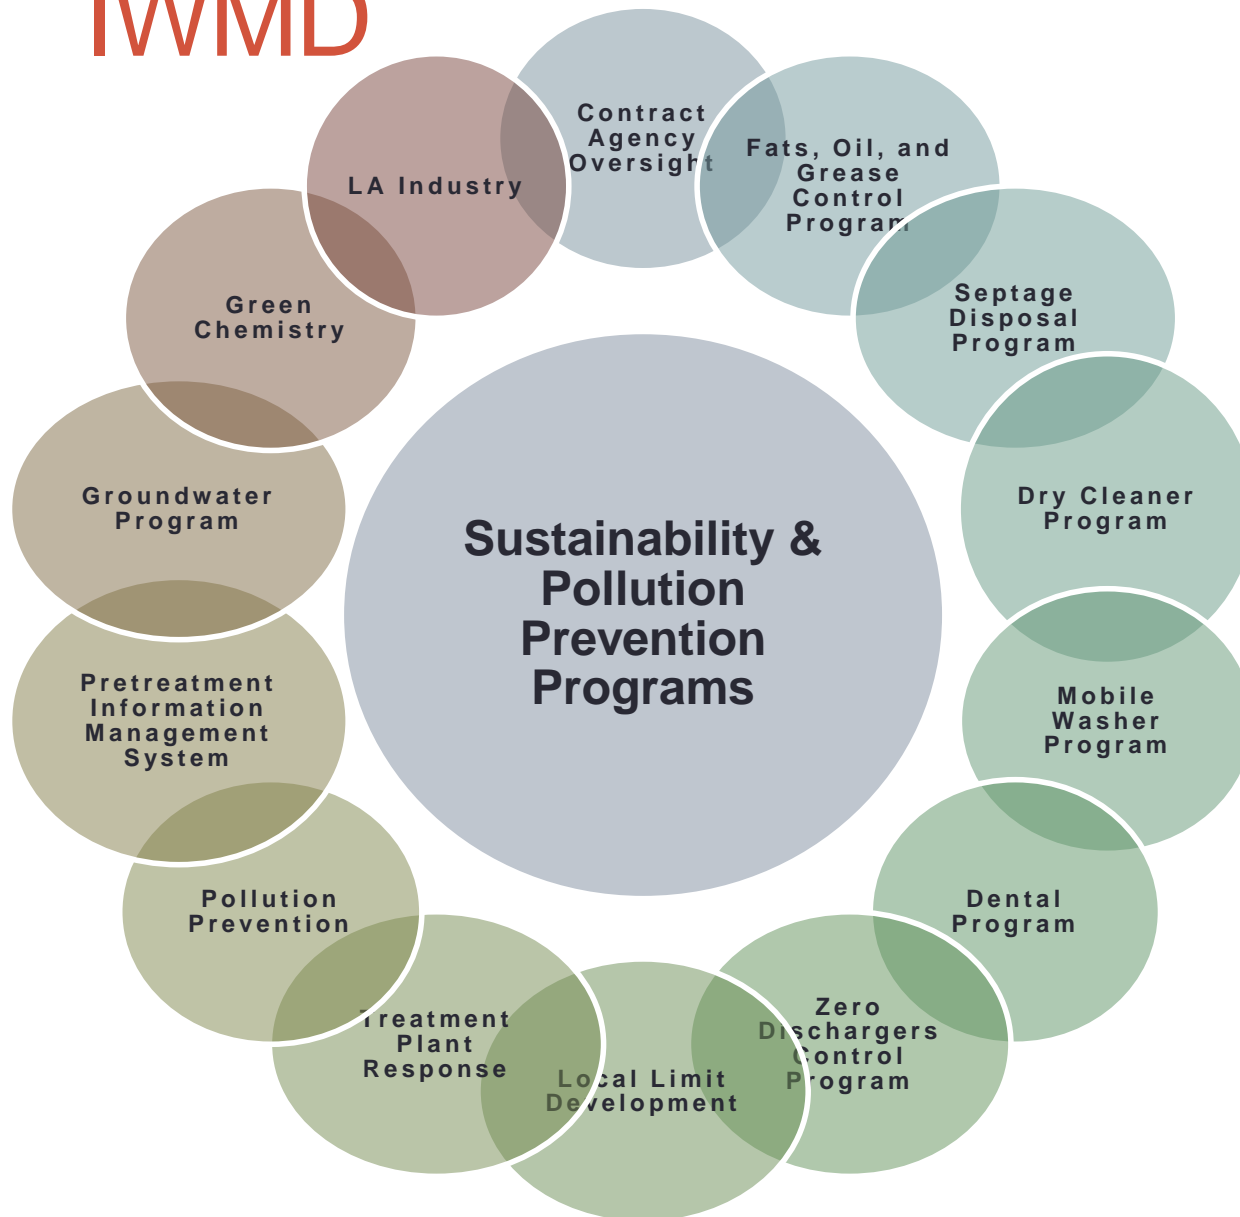 IWMD
Contract
Agency
Oversight
Fats, Oil, and
Grease
Control
Program
Septage
Disposal
Program
Dry Cleaner
Program
Mobile
Washer
Program
Dental
Program
Zero
Dischargers
Control
Program
Local Limit
Development
Treatment
Plant
Response
Pollution
Prevention
Pretreatment
Information
Management
System
Groundwater
Program
Green
Chemistry
LA Industry
Sustainability &
Pollution
Prevention
Programs